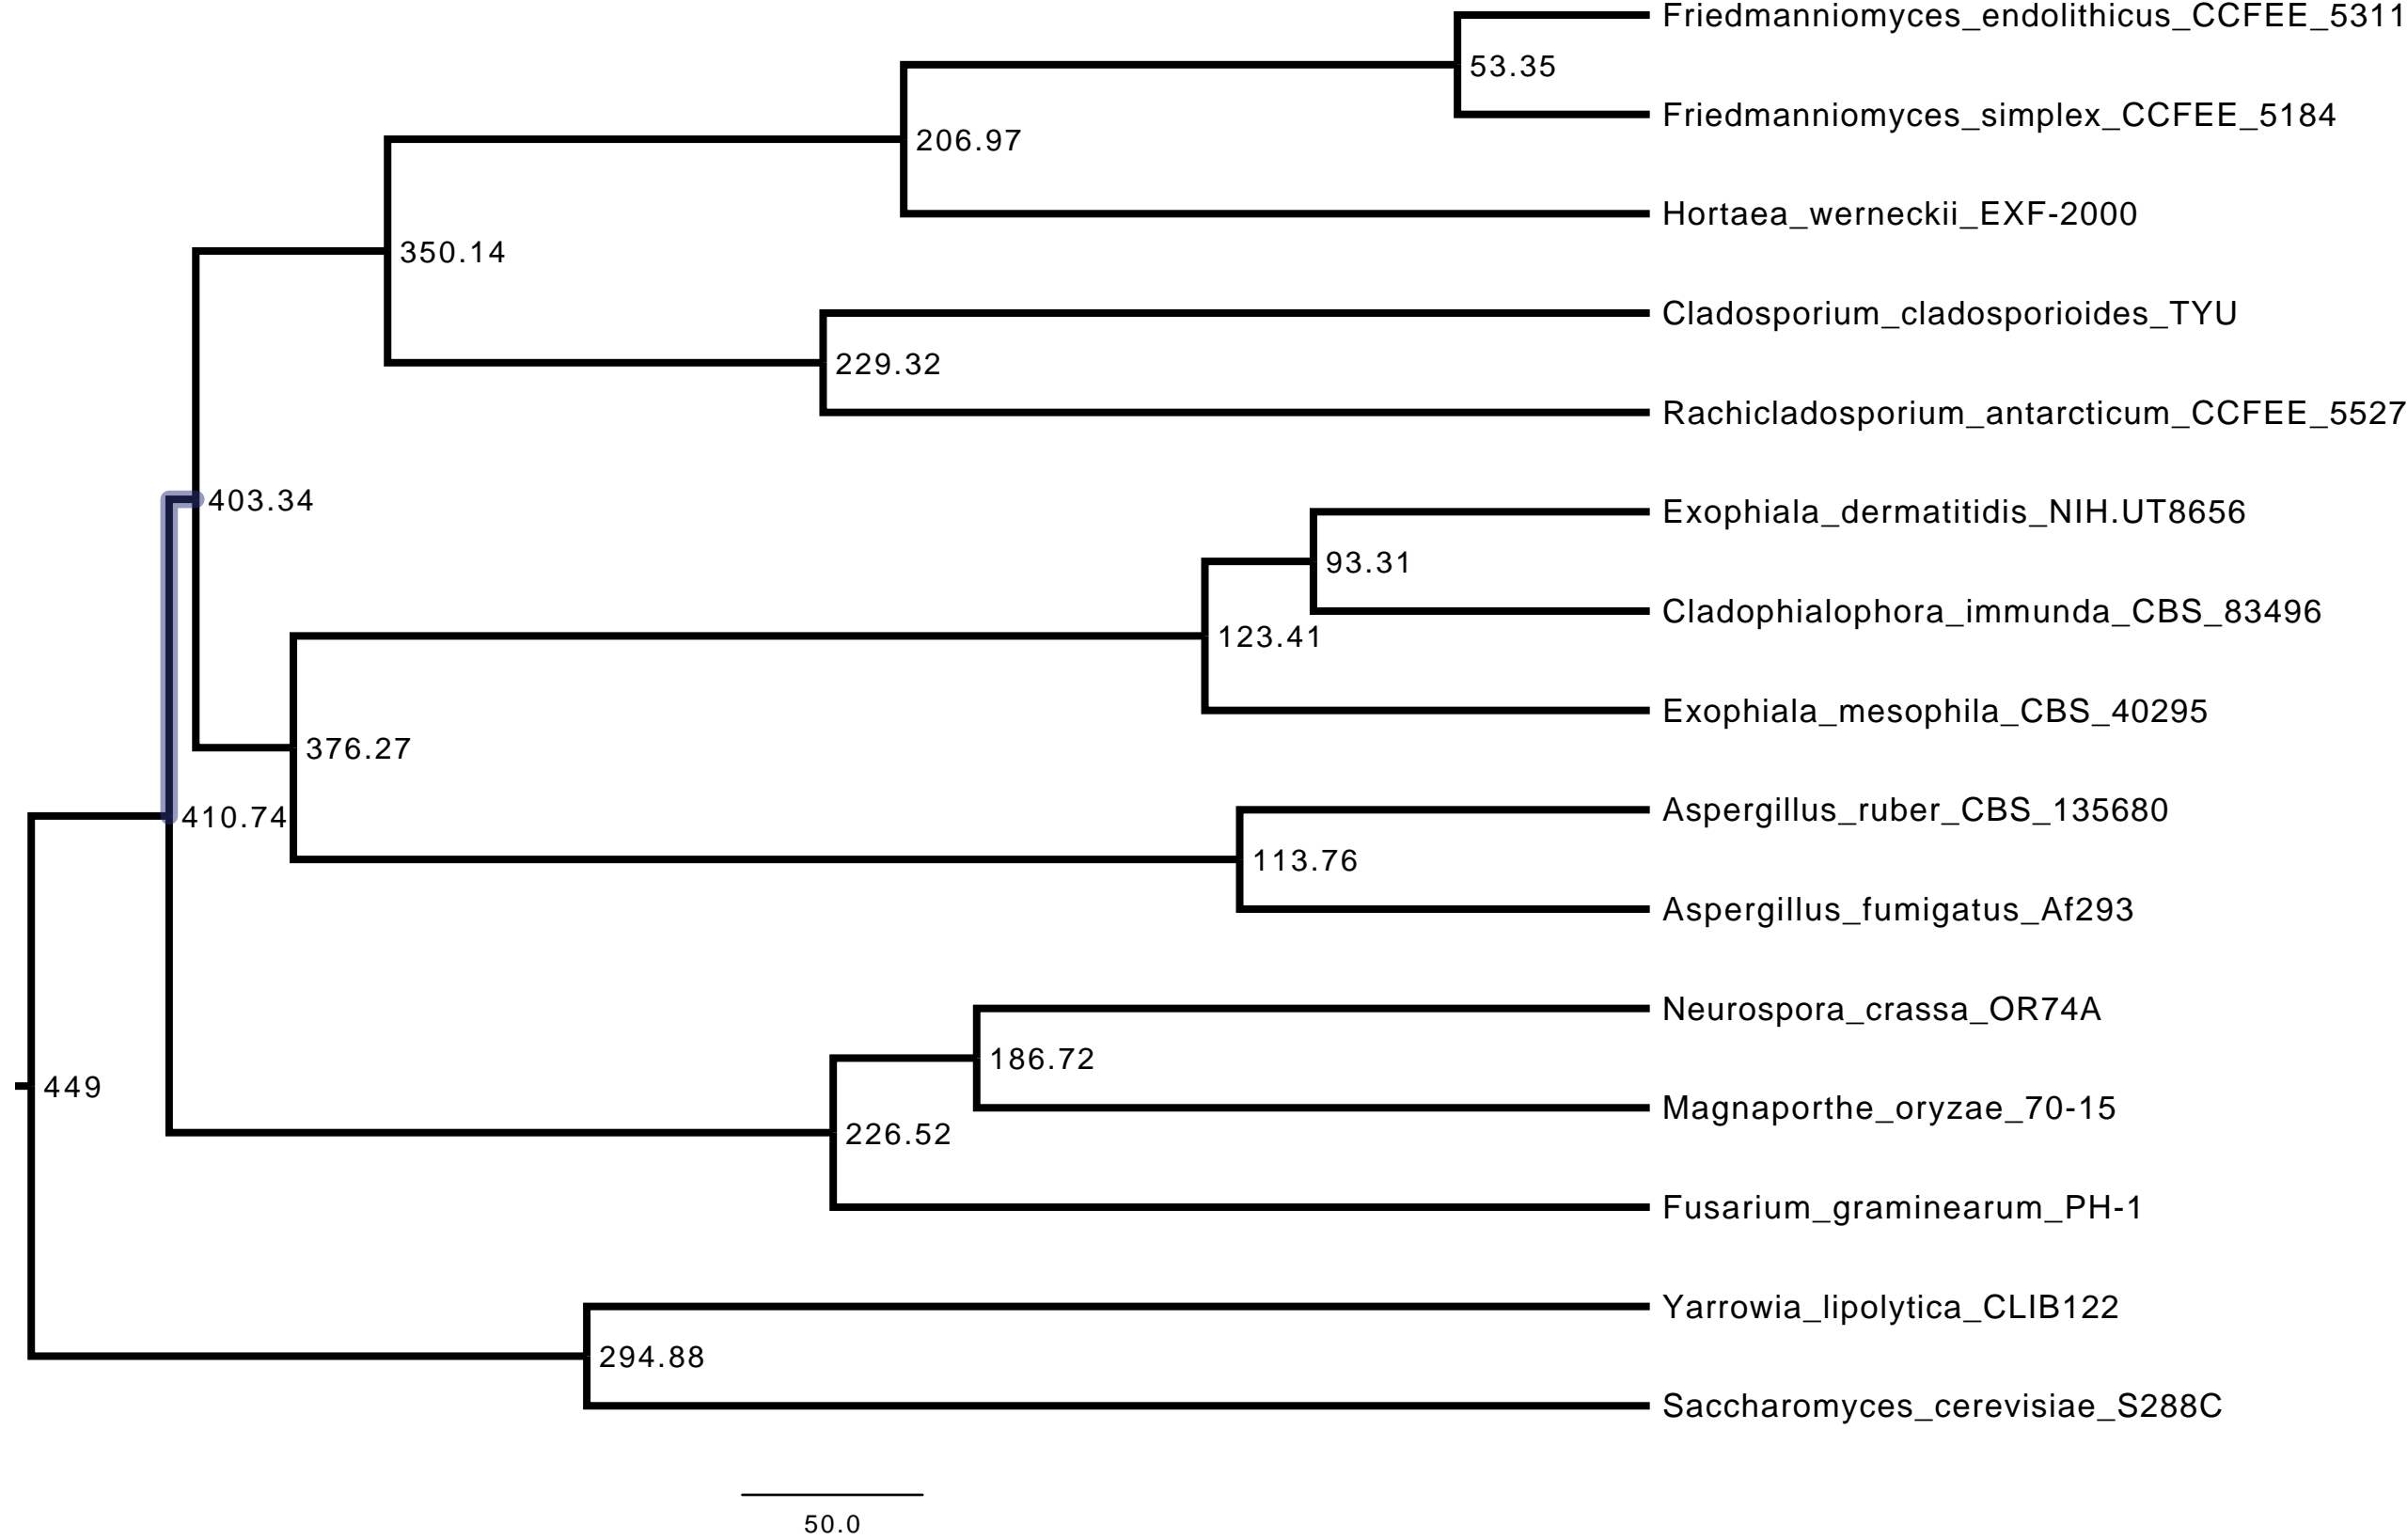 Friedmanniomyces_endolithicus_CCFEE_5311
53.35
Friedmanniomyces_simplex_CCFEE_5184
206.97
Hortaea_werneckii_EXF-2000
350.14
Cladosporium_cladosporioides_TYU
229.32
Rachicladosporium_antarcticum_CCFEE_5527
403.34
Exophiala_dermatitidis_NIH.UT8656
93.31
Cladophialophora_immunda_CBS_83496
123.41
Exophiala_mesophila_CBS_40295
376.27
Aspergillus_ruber_CBS_135680
410.74
113.76
Aspergillus_fumigatus_Af293
Neurospora_crassa_OR74A
186.72
449
Magnaporthe_oryzae_70-15
226.52
Fusarium_graminearum_PH-1
Yarrowia_lipolytica_CLIB122
294.88
Saccharomyces_cerevisiae_S288C
50.0